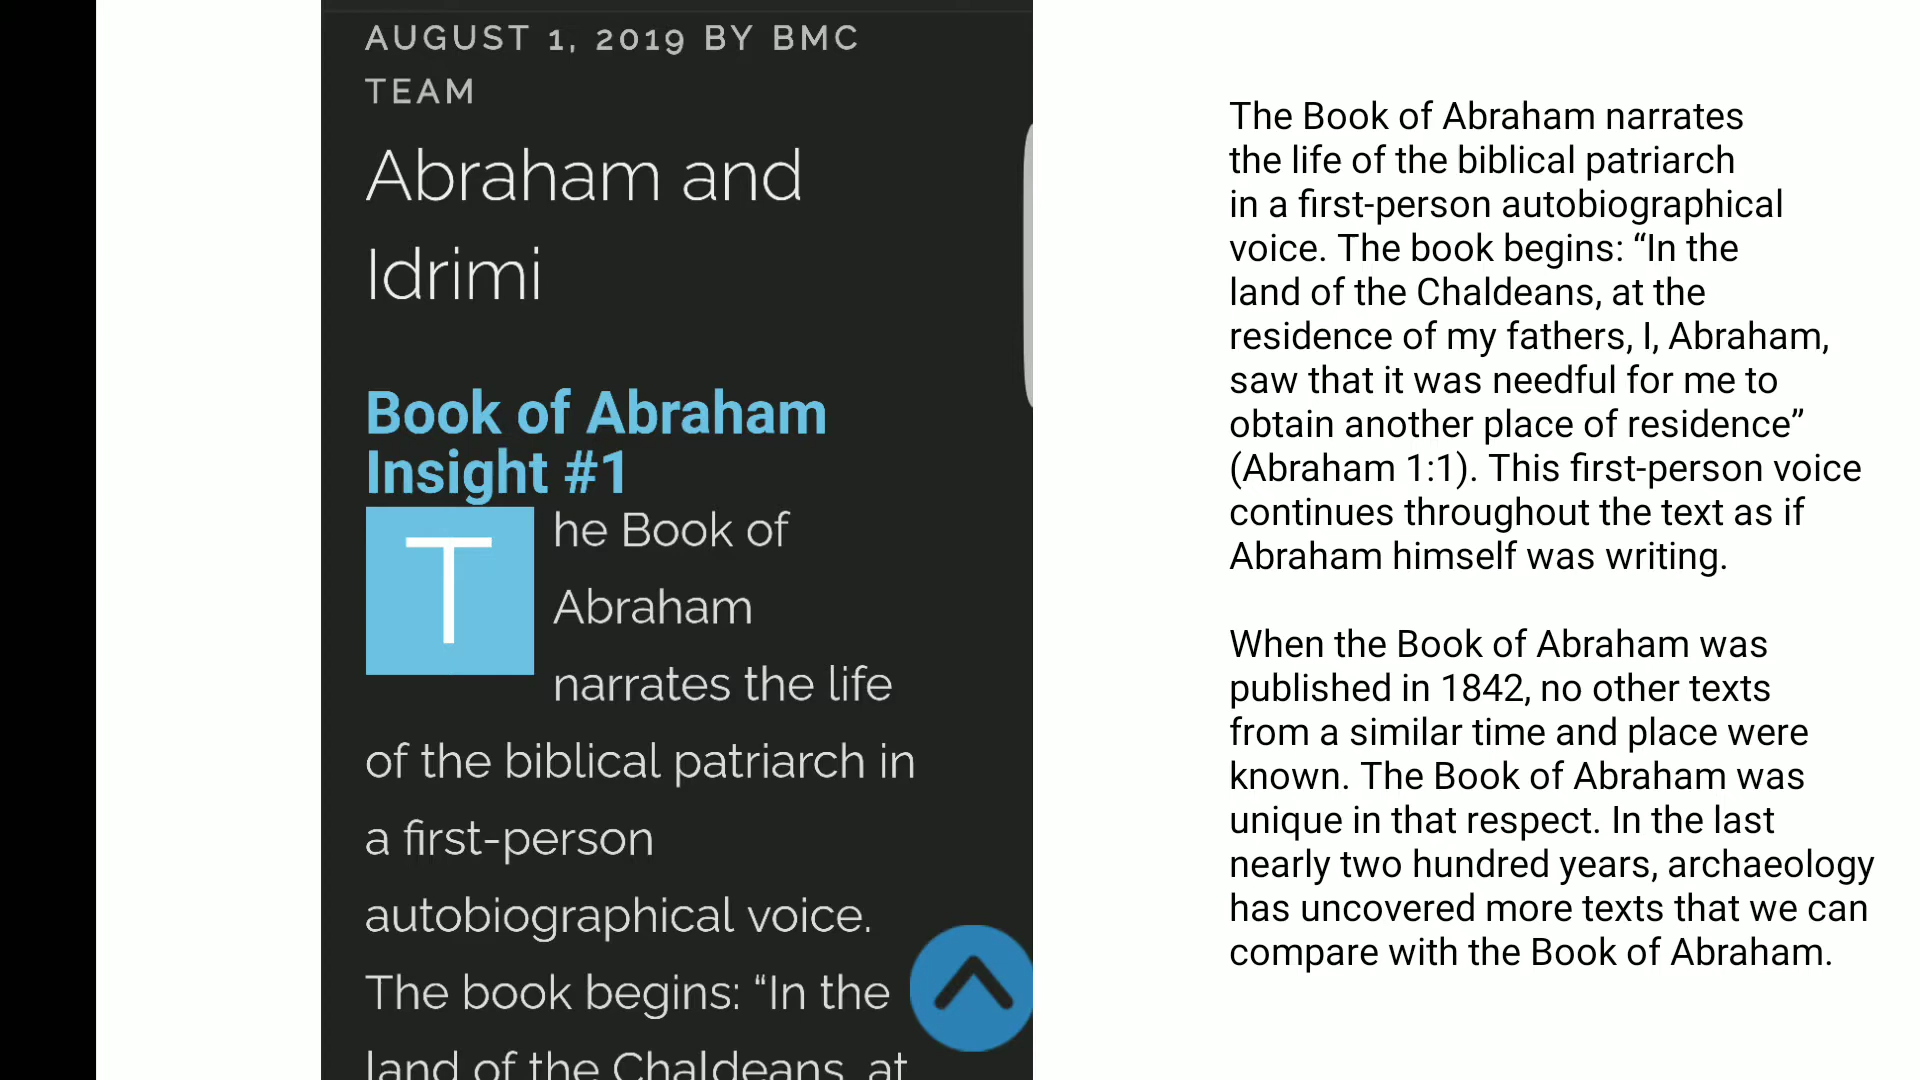 AUGUST 1, 2019 BY BMC
TEAM
Abraham and
Idrimi
Book of Abraham
Insight #1
The Book of
Abraham
narrates the life
of the biblical patriarch in
a first-person
autobiographical voice.
The book begins: “In the
land of the Chaldeans, at
The Book of Abraham narrates
the life of the biblical patriarch
in a first-person autobiographical
voice. The book begins: “In the
land of the Chaldeans, at the
residence of my fathers, I, Abraham,
saw that it was needful for me to
obtain another place of residence”
(Abraham 1:1). This first-person voice
continues throughout the text as if
Abraham himself was writing.
When the Book of Abraham was
published in 1842, no other texts
from a similar time and place were
known. The Book of Abraham was
unique in that respect. In the last
nearly two hundred years, archaeology
has uncovered more texts that we can
compare with the Book of Abraham.